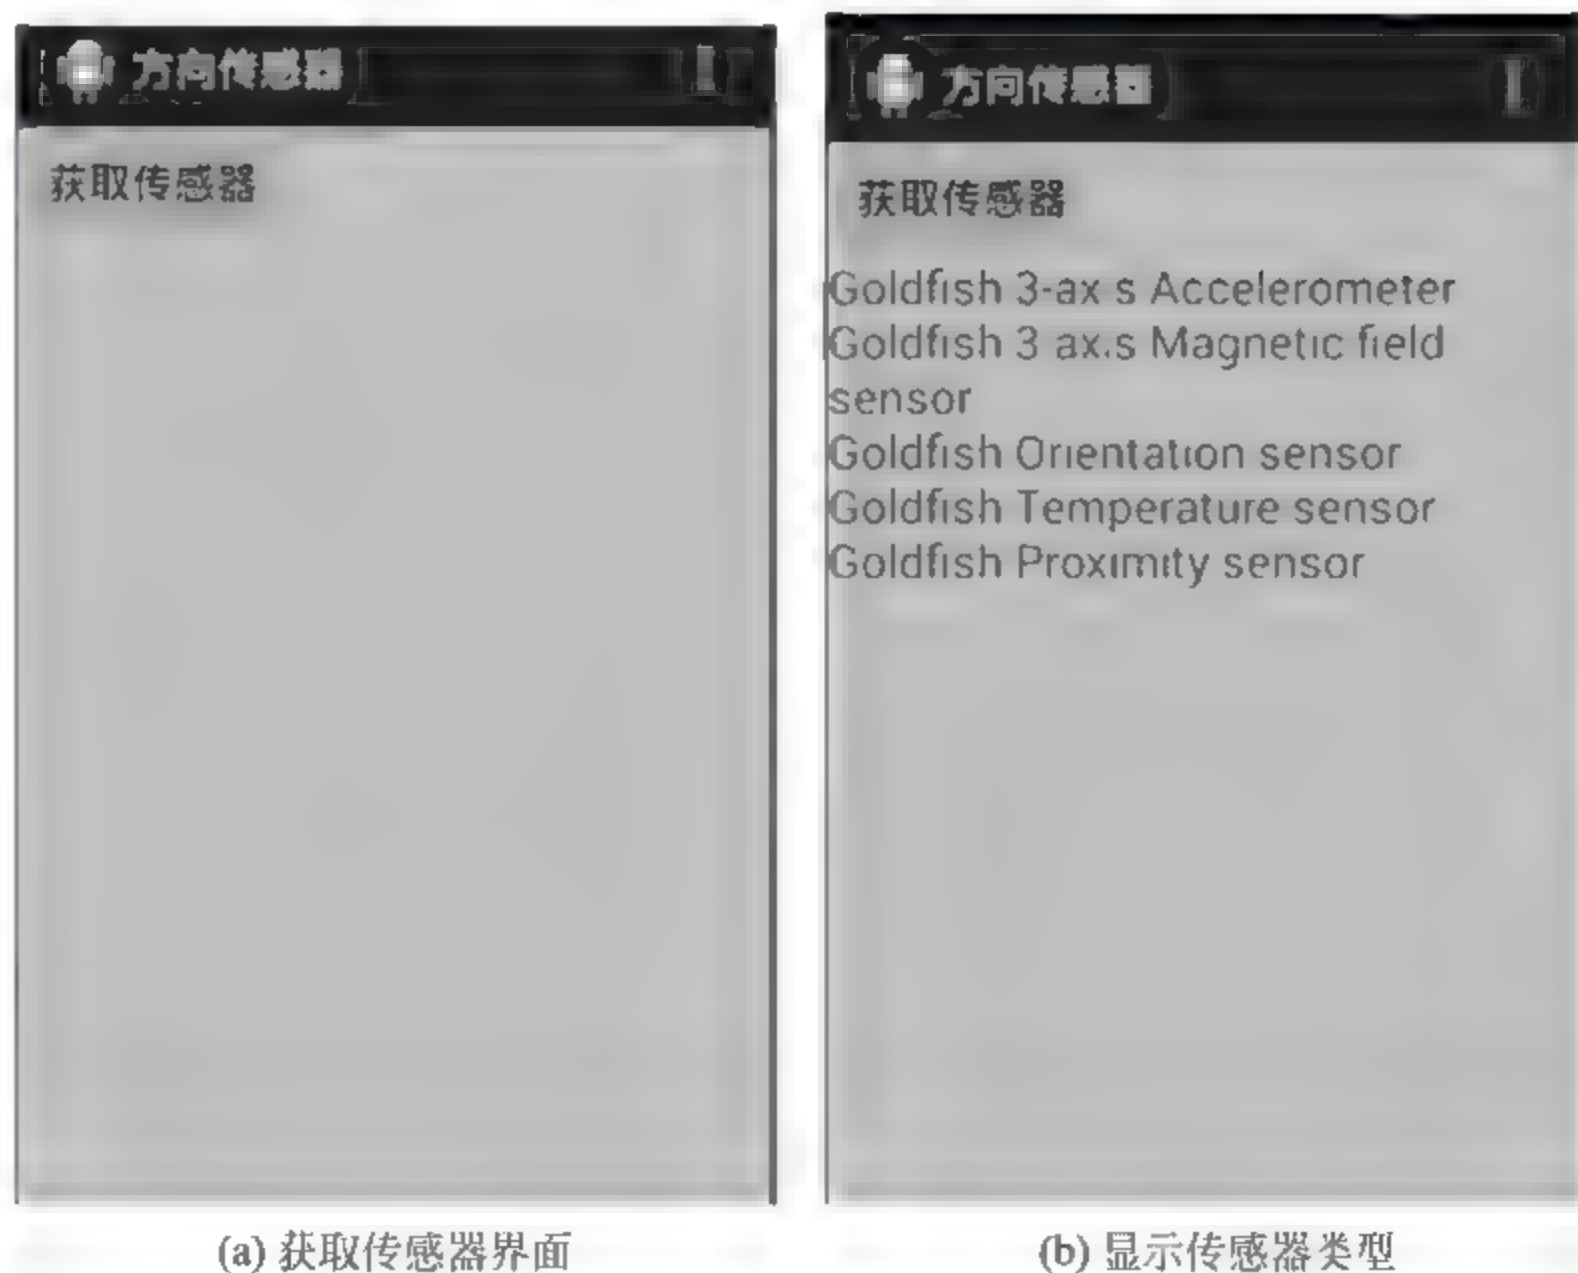 方向传感器
获取传感器
(a) 获取传感器界面
方向传感器
获取传感器
Goldfish 3-ax s Accelerometer
Goldfish 3 ax.s Magnetic field
sensor
Goldfish Orientation sensor
Goldfish Temperature sensor
Goldfish Proximity sensor
(b) 显示传感器类型